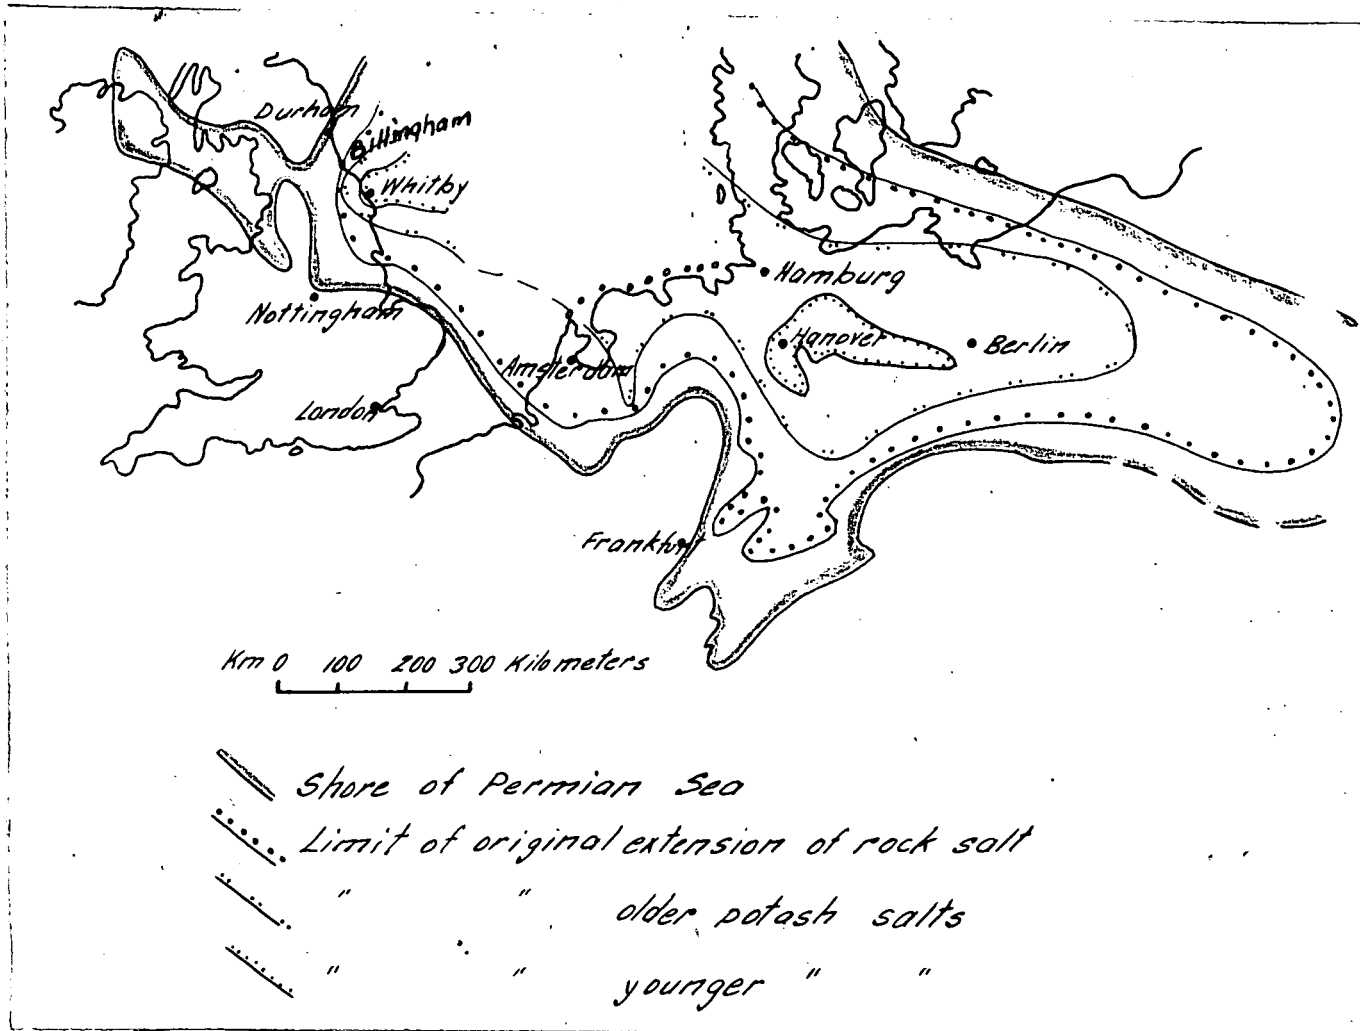 Durham
Billingham
Whitby
Hamburg
Nottingham
Hanover
Berlin
Amsterdam
London
Frankfurt
Km 0 100 200 300 Kilometers
Shore of Permian Sea
Limit of original extension of rock salt
" " older potash salts
" " younger " "